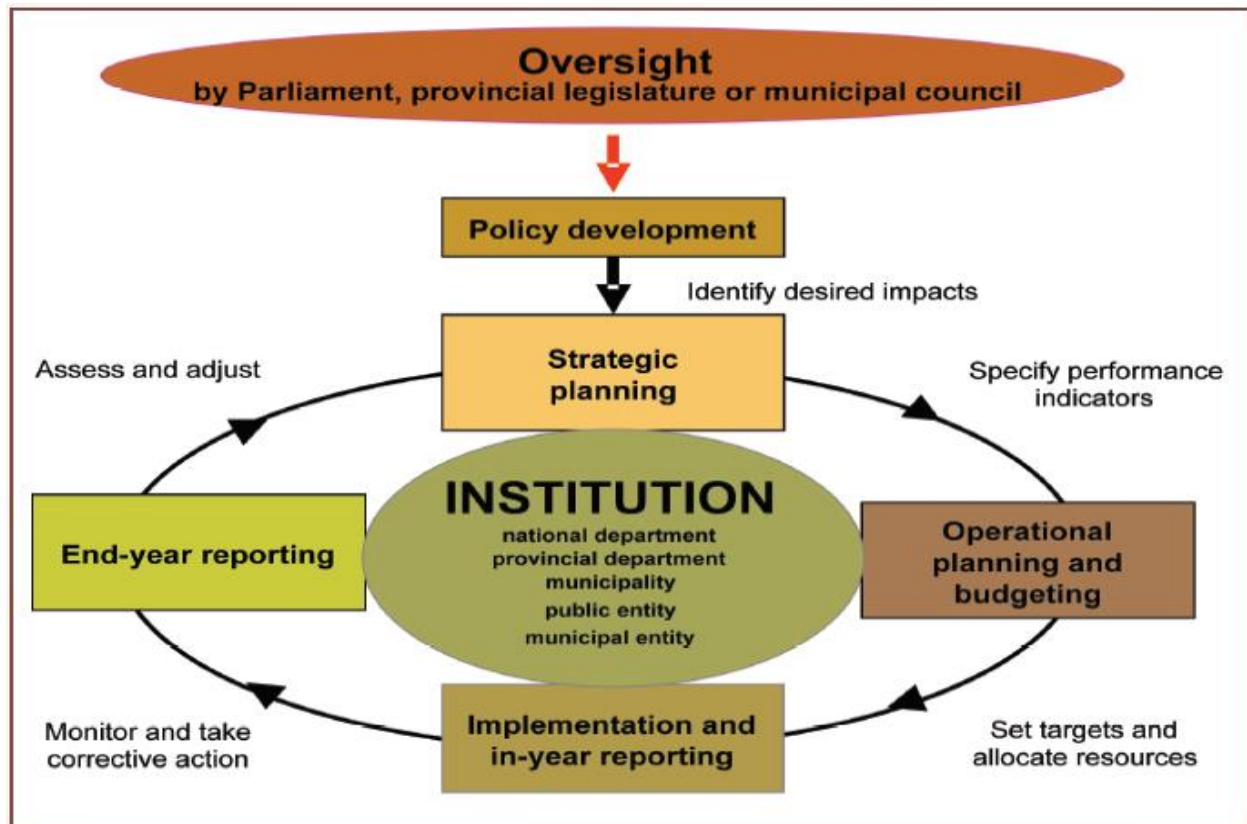 Oversight
by Parliament, provincial legislature or municipal council
Policy development
Identify desired impacts
Strategic
planning
Assess and adjust
Specify performance
indicators
INSTITUTION
national department
provincial department
municipality
public entity
municipal entity
End-year reporting
Operational
planning and
budgeting
Monitor and take
corrective action
Implementation and
in-year reporting
Set targets and
allocate resources